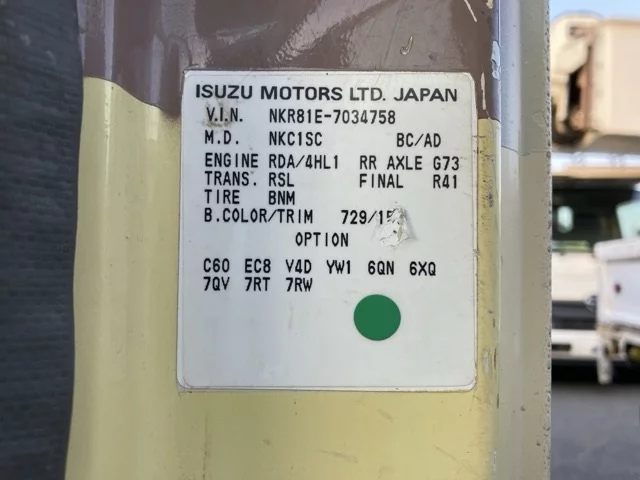 ISUZU MOTORS LTD. JAPAN
V.I.N. NKR81E-7034758
M.D. NKC1SC BC/AD
ENGINE RDA/4HL1 RR AXLE G73
TRANS. RSL FINAL R41
TIRE BNM
B.COLOR/TRIM 729/
OPTION
C60 EC8 V4D YW1 6QN 6XQ
7QV 7RT 7RW